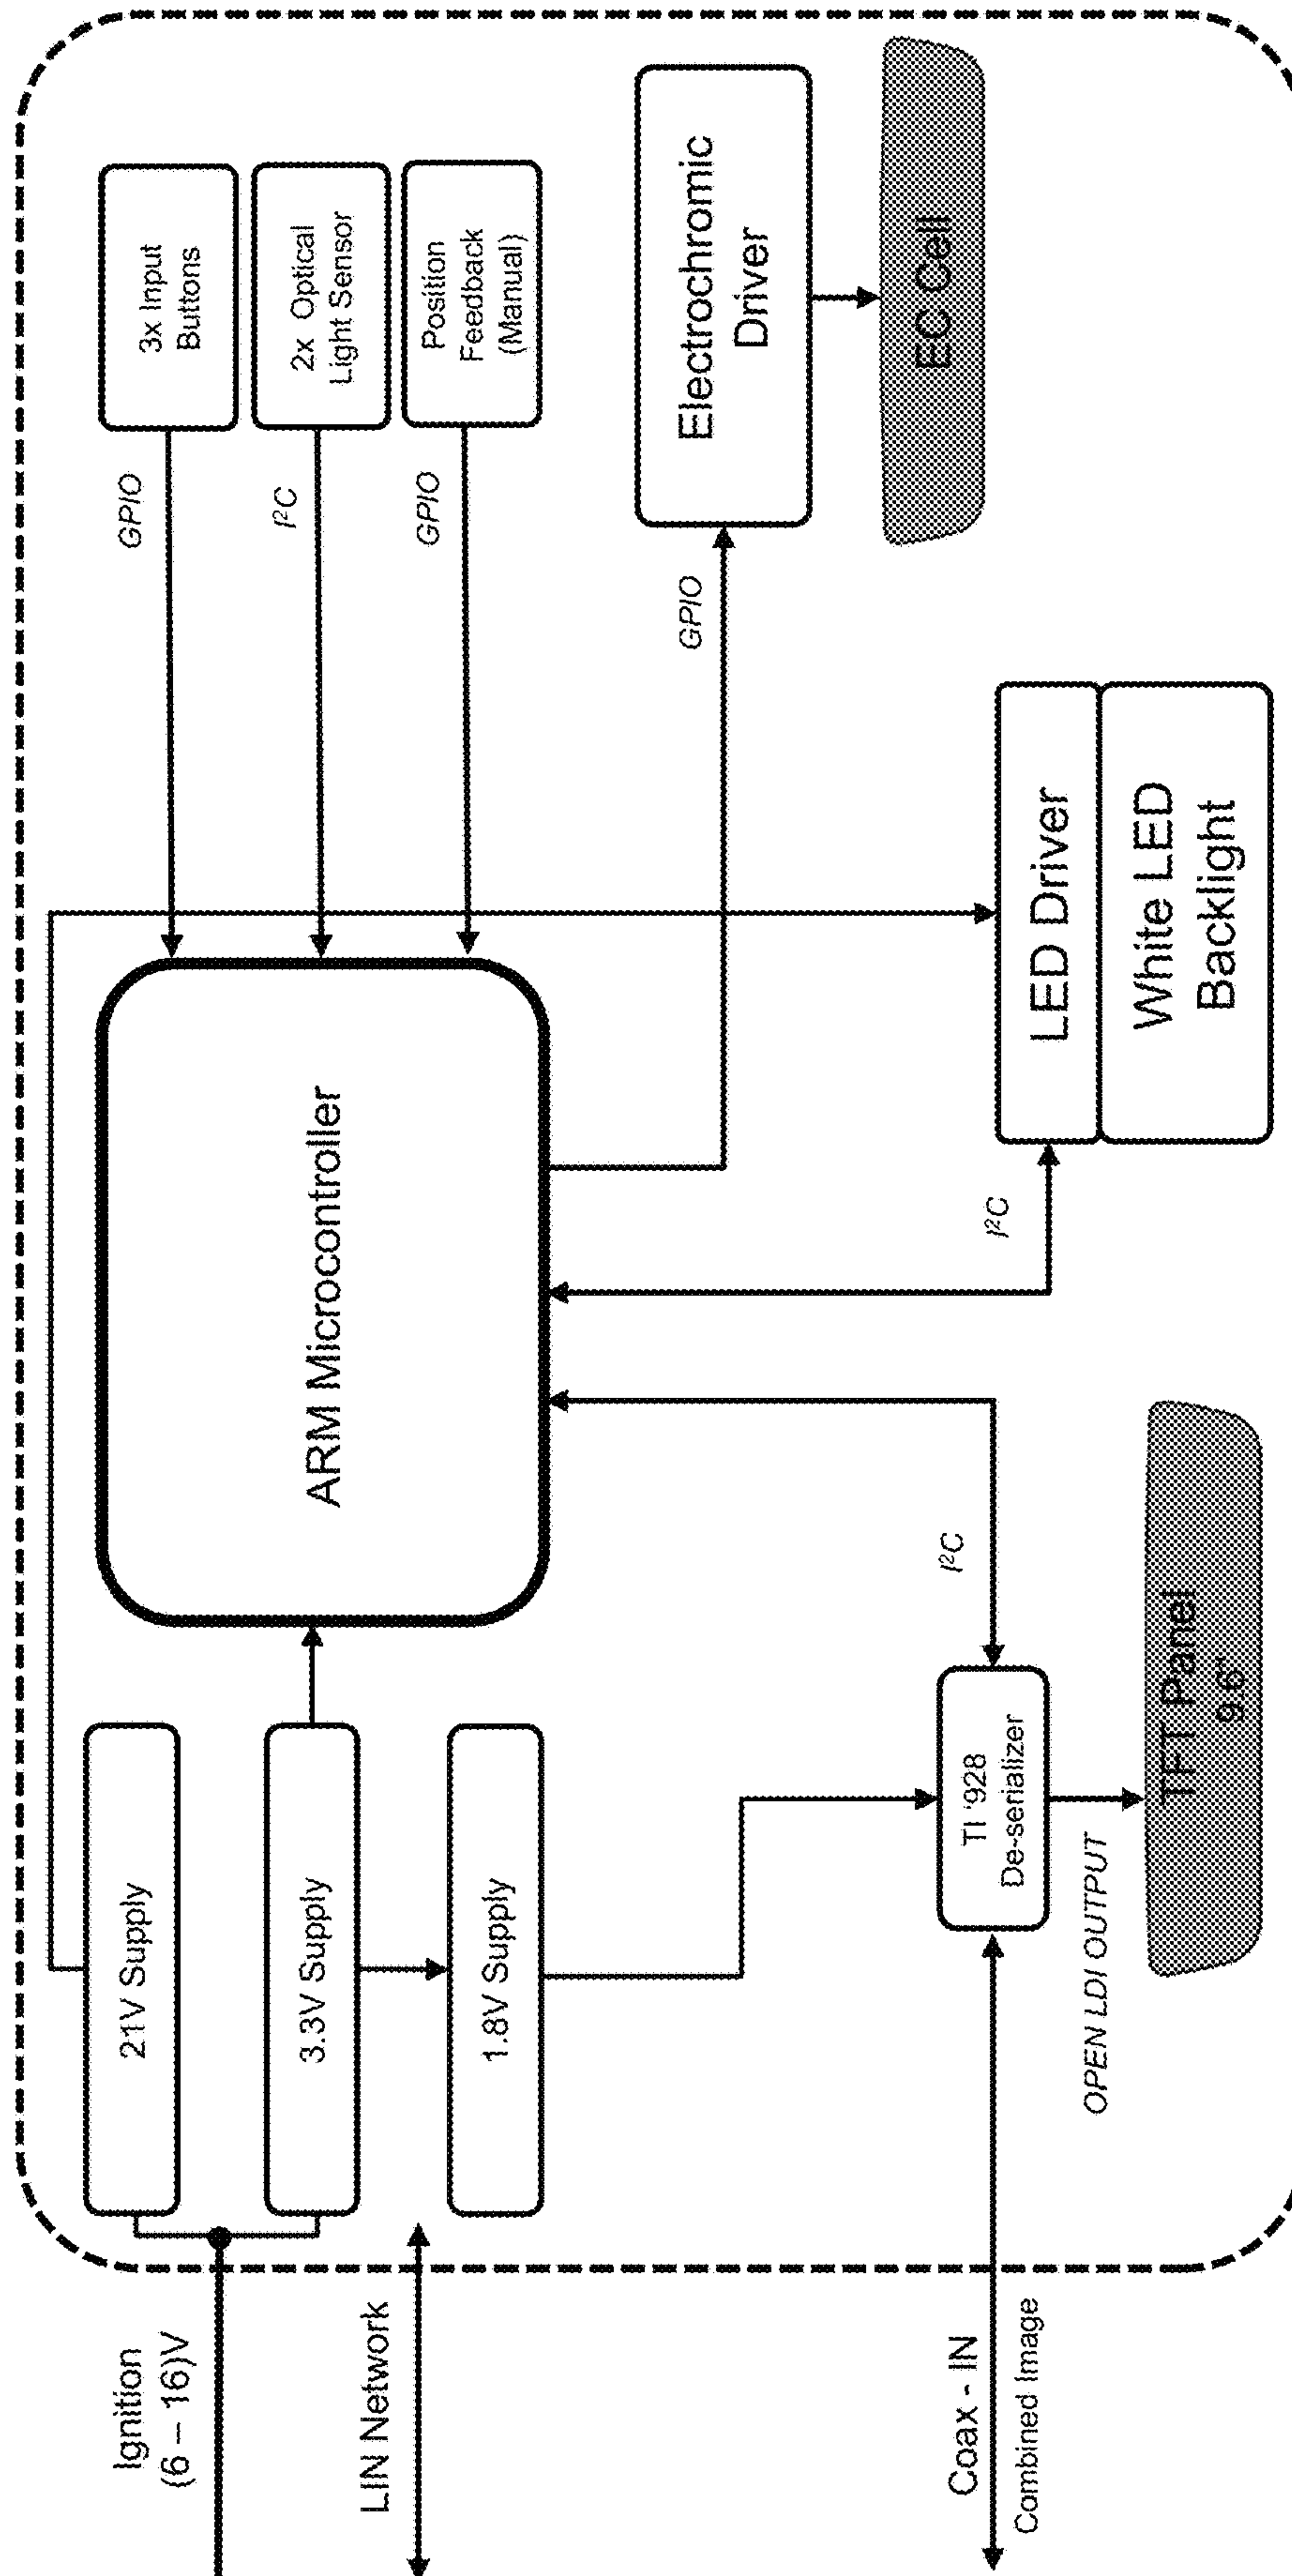 Ignition
(6 – 16)V
LIN Network
Coax - IN
Combined Image
21V Supply
3.3V Supply
1.8V Supply
TI '928
De-serializer
OPEN LDI OUTPUT
TFT Panel
9.6"
I²C
ARM Microcontroller
I²C
LED Driver
White LED
Backlight
GPIO
3x Input
Buttons
I²C
2x Optical
Light Sensor
GPIO
Position
Feedback
(Manual)
GPIO
Electrochromic
Driver
EC Cell